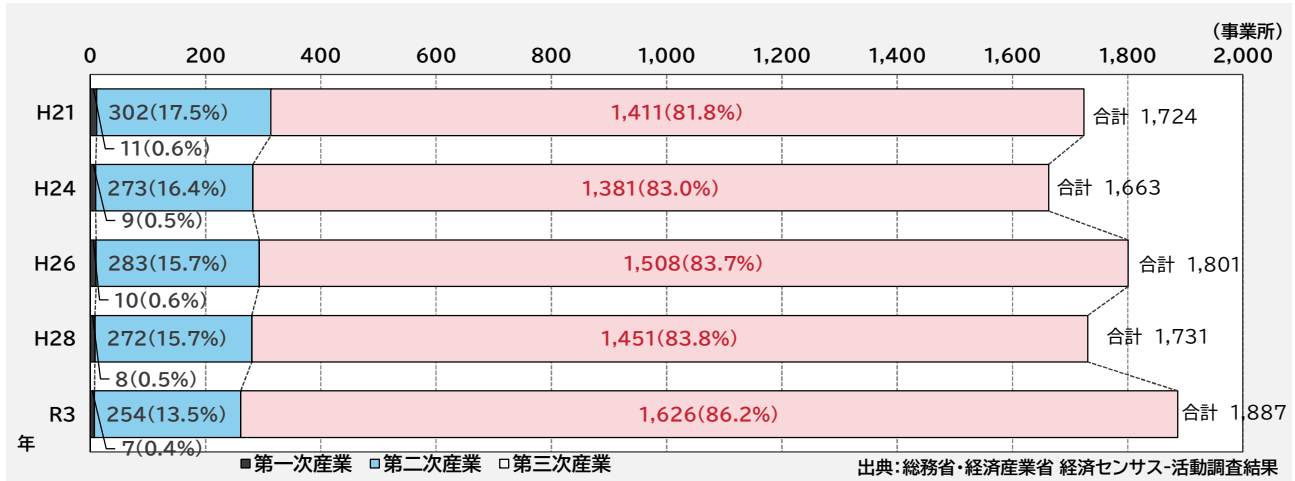 (事業所)
0 200 400 600 800 1,000 1,200 1,400 1,600 1,800 2,000
H21 302(17.5%) 1,411(81.8%) 合計 1,724
11(0.6%)
H24 273(16.4%) 1,381(83.0%) 合計 1,663
9(0.5%)
H26 283(15.7%) 1,508(83.7%) 合計 1,801
10(0.6%)
H28 272(15.7%) 1,451(83.8%) 合計 1,731
8(0.5%)
R3 254(13.5%) 1,626(86.2%) 合計 1,887
年 7(0.4%)
■第一次産業 □第二次産業 □第三次産業
出典:総務省・経済産業省 経済センサス-活動調査結果